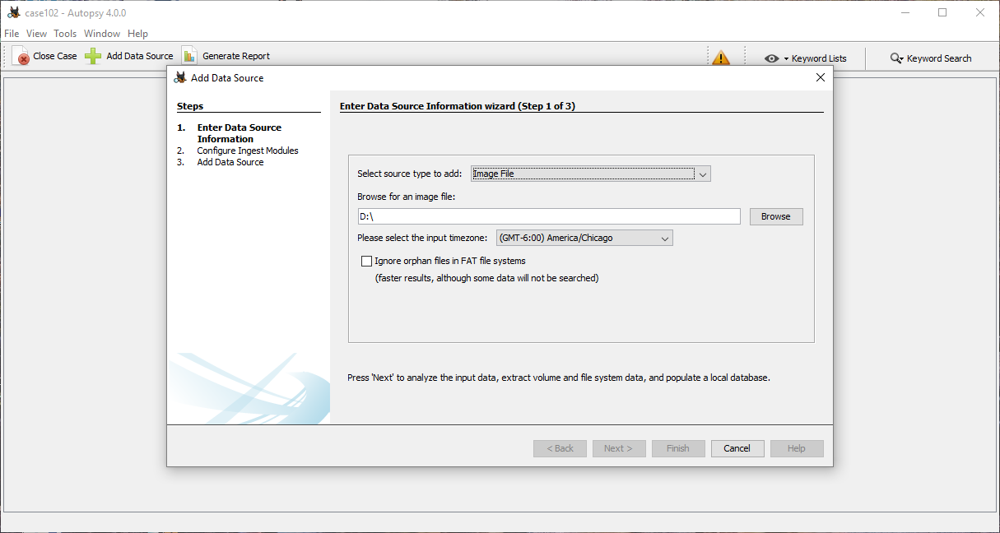 case102 - Autopsy 4.0.0
File View Tools Window Help
Close Case Add Data Source Generate Report Keyword Lists Keyword Search
Add Data Source
Steps
1. Enter Data Source
Information
2. Configure Ingest Modules
3. Add Data Source
Enter Data Source Information wizard (Step 1 of 3)
Select source type to add: Image File
Browse for an image file:
D:\ Browse
Please select the input timezone: (GMT-6:00) America/Chicago
Ignore orphan files in FAT file systems
(faster results, although some data will not be searched)
Press 'Next' to analyze the input data, extract volume and file system data, and populate a local database.
< Back Next > Finish Cancel Help